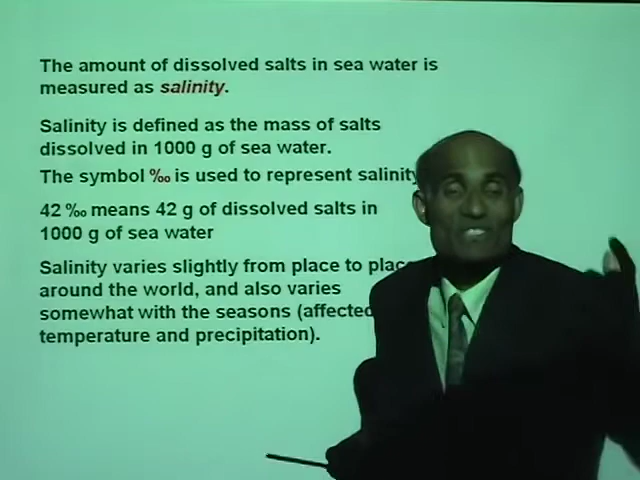 The amount of dissolved salts in sea water is
measured as salinity.
Salinity is defined as the mass of salts
dissolved in 1000 g of sea water.
The symbol ‰ is used to represent salinity
42 ‰ means 42 g of dissolved salts in
1000 g of sea water
Salinity varies slightly from place to plac
around the world, and also varies
somewhat with the seasons (affected
temperature and precipitation).